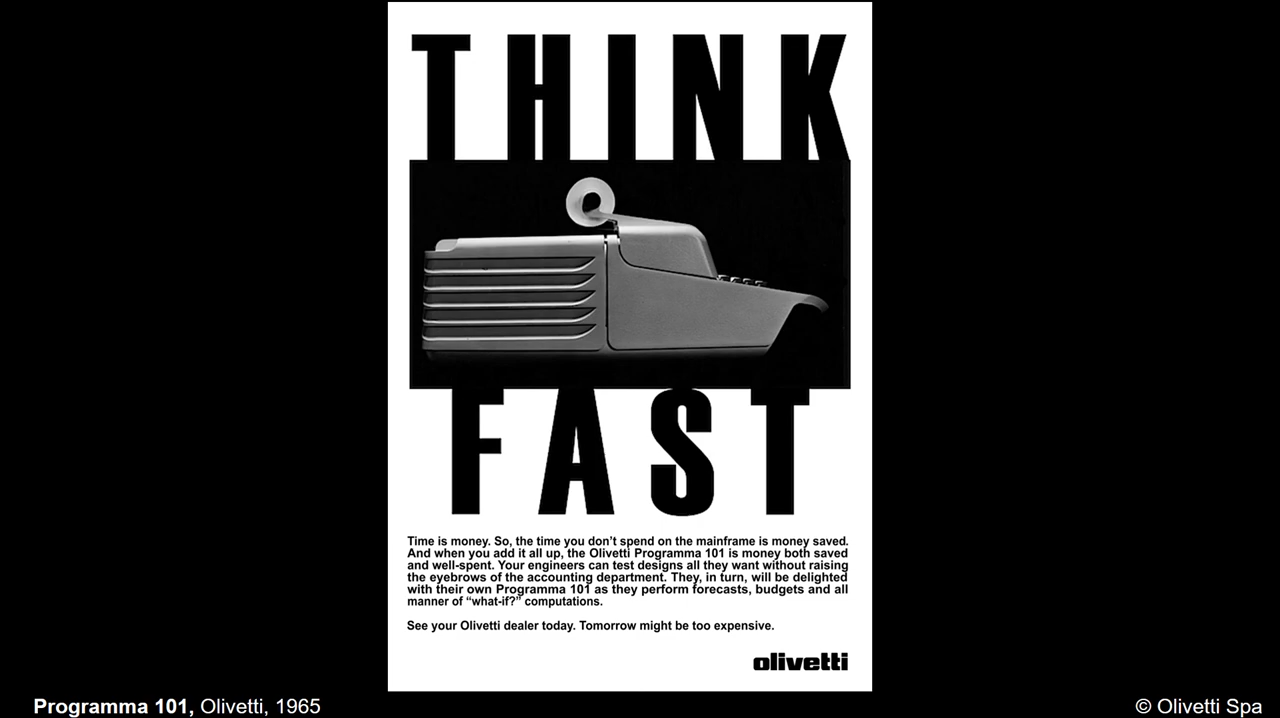 THINK
FAST
Time is money. So, the time you don’t spend on the mainframe is money saved.
And when you add it all up, the Olivetti Programma 101 is money both saved
and well-spent. Your engineers can test designs all they want without raising
the eyebrows of the accounting department. They, in turn, will be delighted
with their own Programma 101 as they perform forecasts, budgets and all
manner of “what-if?” computations.
See your Olivetti dealer today. Tomorrow might be too expensive.
olivetti
Programma 101, Olivetti, 1965
© Olivetti Spa